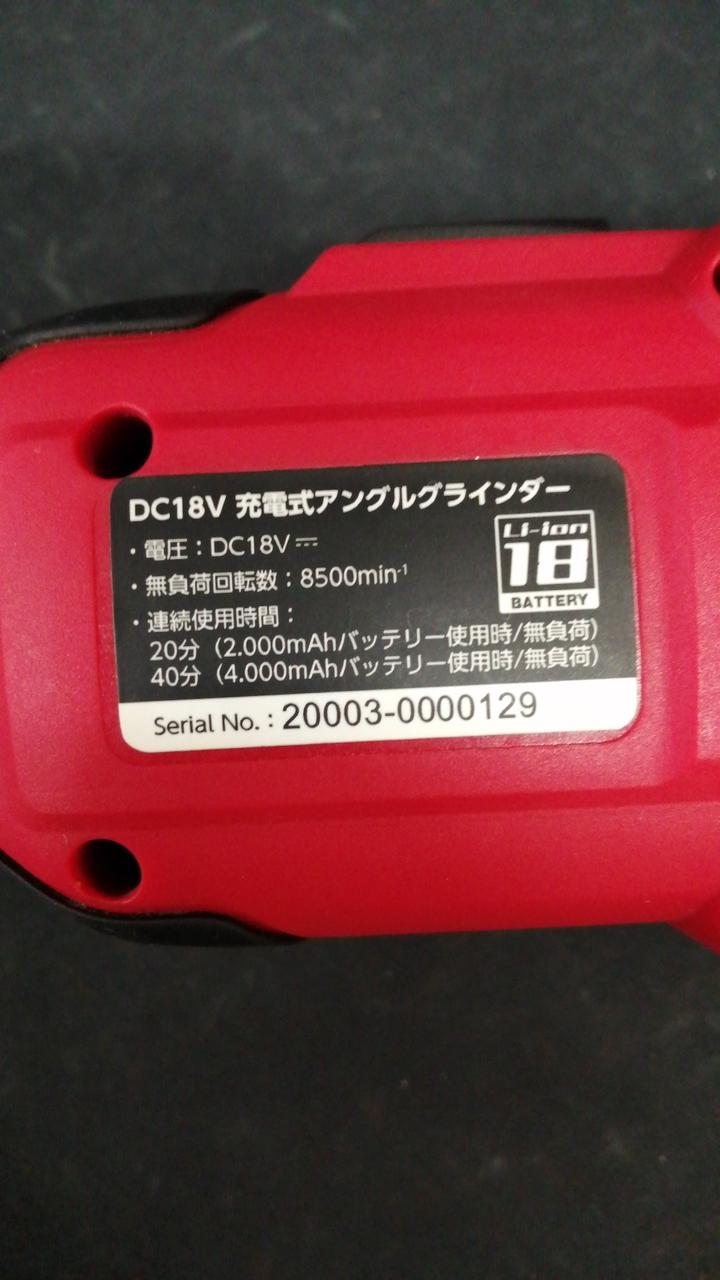 DC18V 充電式アングルグラインダー
・電圧：DC18V⎓
・無負荷回転数：8500min⁻¹
・連続使用時間：
20分（2.000mAhバッテリー使用時/無負荷）
40分（4.000mAhバッテリー使用時/無負荷）
Li-ion
18
BATTERY
Serial No.：20003-0000129